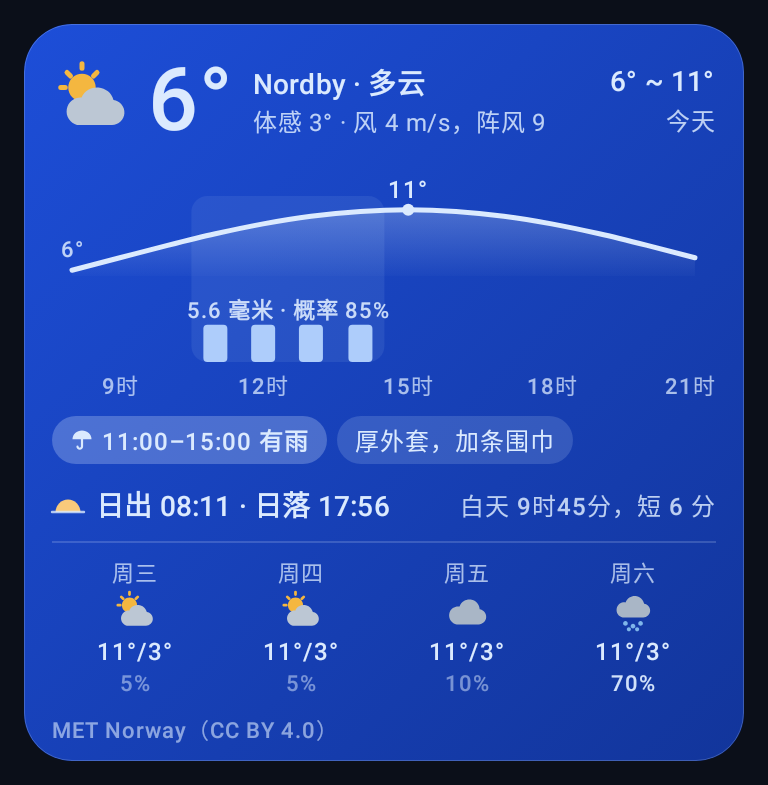 6°
Nordby · 多云
体感 3° · 风 4 m/s，阵风 9
6° ~ 11°
今天
11°
6°
5.6 毫米 · 概率 85%
9时 12时 15时 18时 21时
11:00–15:00 有雨
厚外套，加条围巾
日出 08:11 · 日落 17:56
白天 9时45分，短 6 分
周三 周四 周五 周六
11°/3° 11°/3° 11°/3° 11°/3°
5% 5% 10% 70%
MET Norway（CC BY 4.0）